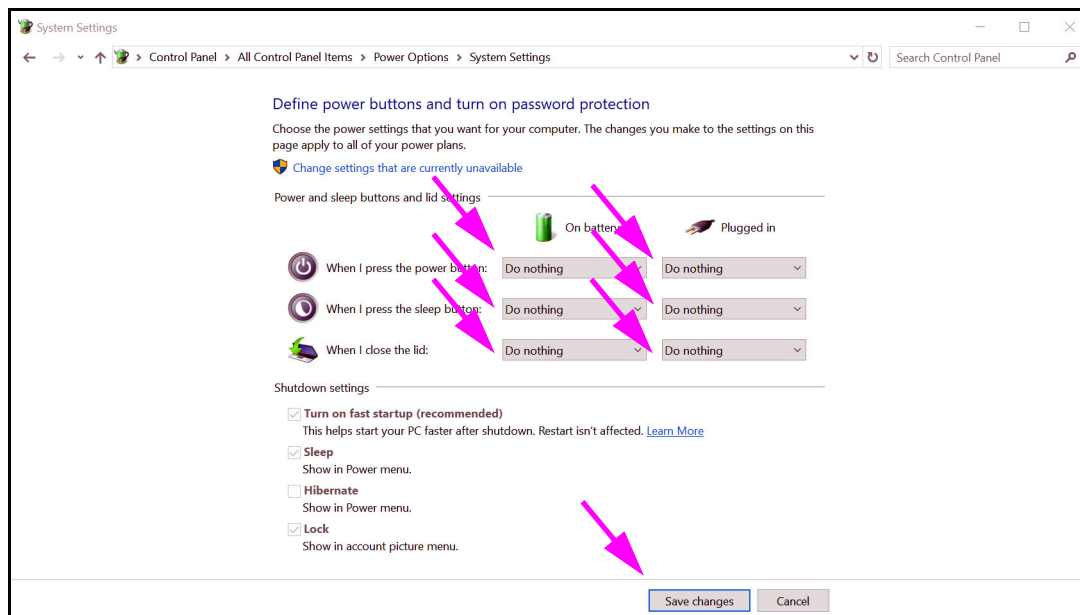 System Settings
Control Panel > All Control Panel Items > Power Options > System Settings
Search Control Panel
Define power buttons and turn on password protection
Choose the power settings that you want for your computer. The changes you make to the settings on this
page apply to all of your power plans.
Change settings that are currently unavailable
Power and sleep buttons and lid settings
On battery
Plugged in
When I press the power button: Do nothing Do nothing
When I press the sleep button: Do nothing Do nothing
When I close the lid: Do nothing Do nothing
Shutdown settings
Turn on fast startup (recommended)
This helps start your PC faster after shutdown. Restart isn't affected. Learn More
Sleep
Show in Power menu.
Hibernate
Show in Power menu.
Lock
Show in account picture menu.
Save changes
Cancel